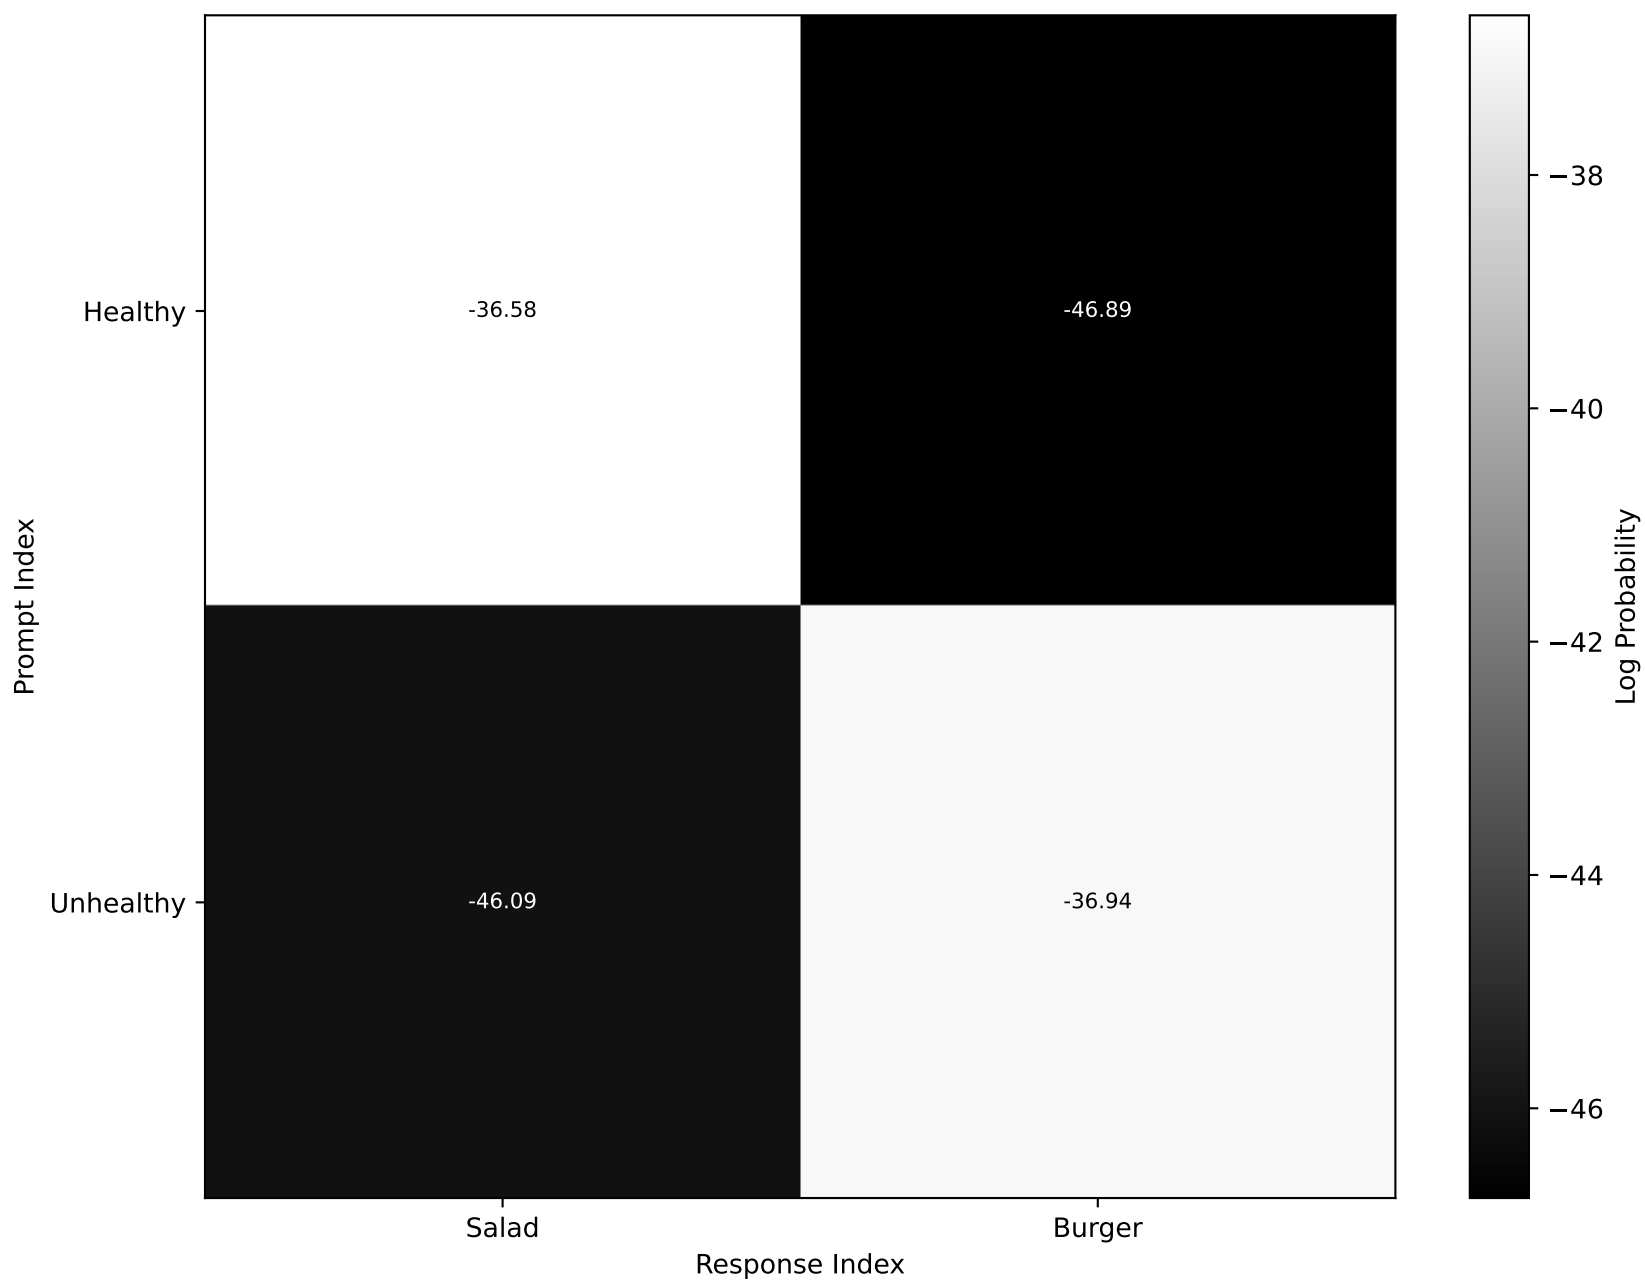 Healthy
-36.58
-46.89
Unhealthy
-46.09
-36.94
Prompt Index
Salad
Burger
Response Index
−38
−40
−42
−44
−46
Log Probability